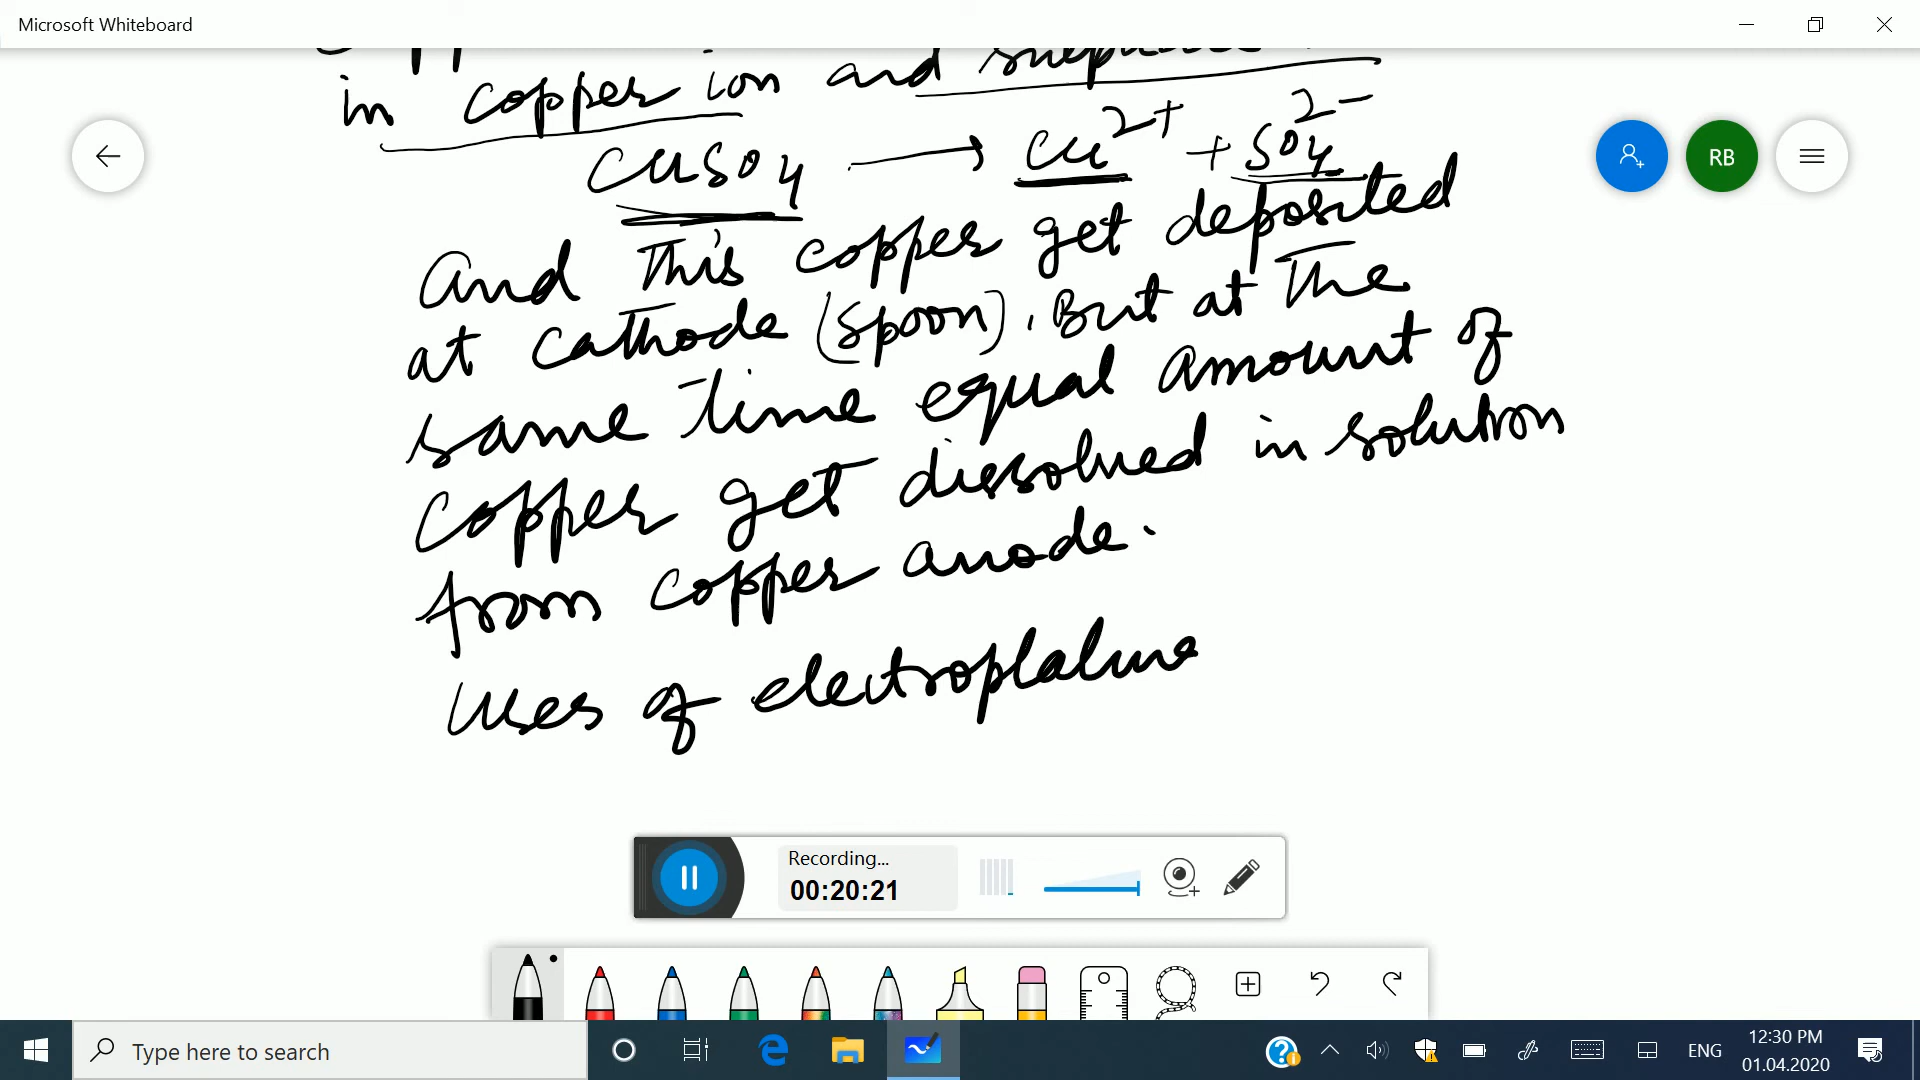 Microsoft Whiteboard
in copper ion and
CuSO4 → Cu2+ + SO42-
RB
And this copper get deposited
at cathode (spoon). But at the
same time equal amount of
copper get dissolved in solution
from copper anode.
Uses of
Recording...
00:20:21
Type here to search
ENG
12:30 PM
01.04.2020